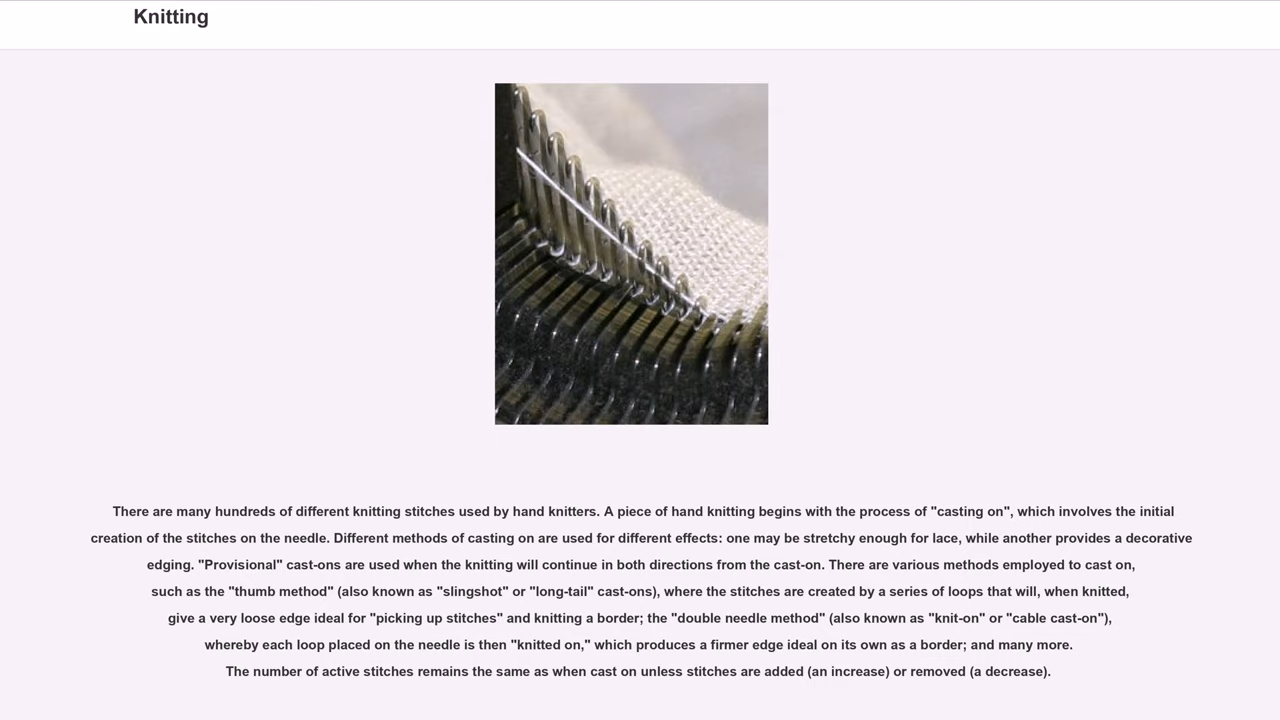 Knitting
There are many hundreds of different knitting stitches used by hand knitters. A piece of hand knitting begins with the process of "casting on", which involves the initial
creation of the stitches on the needle. Different methods of casting on are used for different effects: one may be stretchy enough for lace, while another provides a decorative
edging. "Provisional" cast-ons are used when the knitting will continue in both directions from the cast-on. There are various methods employed to cast on,
such as the "thumb method" (also known as "slingshot" or "long-tail" cast-ons), where the stitches are created by a series of loops that will, when knitted,
give a very loose edge ideal for "picking up stitches" and knitting a border; the "double needle method" (also known as "knit-on" or "cable cast-on"),
whereby each loop placed on the needle is then "knitted on," which produces a firmer edge ideal on its own as a border; and many more.
The number of active stitches remains the same as when cast on unless stitches are added (an increase) or removed (a decrease).